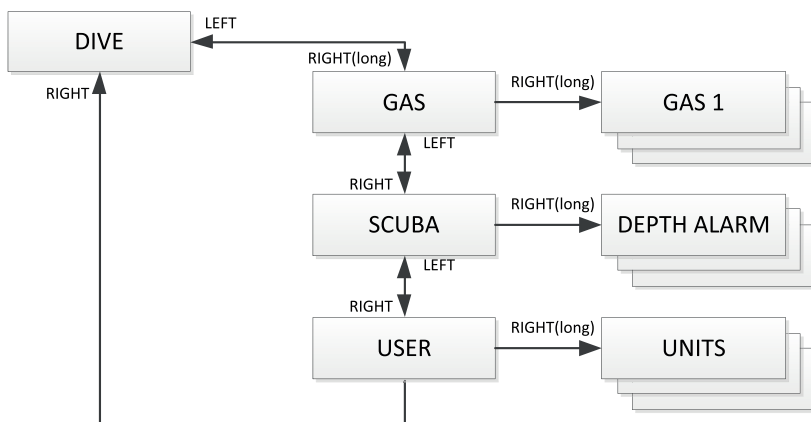 LEFT
DIVE
RIGHT(long)
RIGHT
GAS
RIGHT(long)
GAS 1
LEFT
RIGHT
SCUBA
RIGHT(long)
DEPTH ALARM
LEFT
RIGHT
USER
RIGHT(long)
UNITS